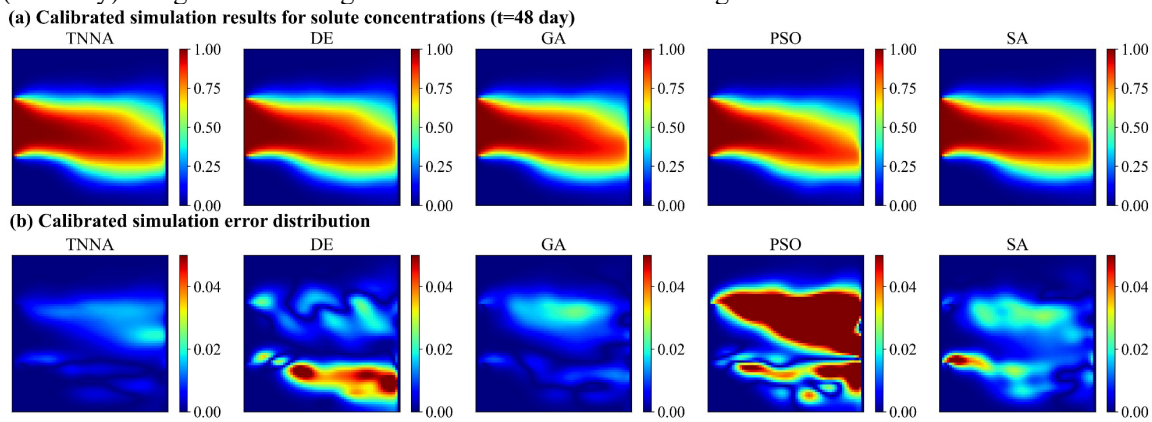 (a) Calibrated simulation results for solute concentrations (t=48 day)
TNNA DE GA PSO SA
1.00 1.00 1.00 1.00 1.00
0.75 0.75 0.75 0.75 0.75
0.50 0.50 0.50 0.50 0.50
0.25 0.25 0.25 0.25 0.25
0.00 0.00 0.00 0.00 0.00
(b) Calibrated simulation error distribution
TNNA DE GA PSO SA
0.04 0.04 0.04 0.04 0.04
0.02 0.02 0.02 0.02 0.02
0.00 0.00 0.00 0.00 0.00